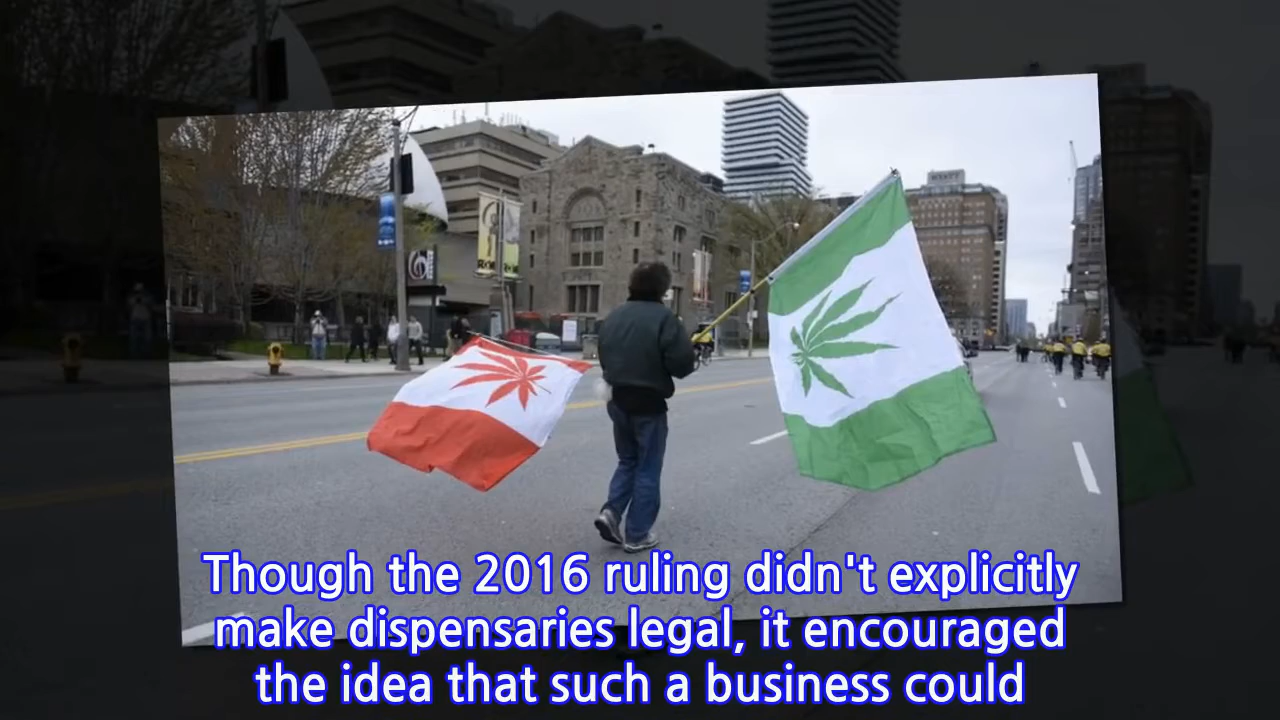 Though the 2016 ruling didn't explicitly
make dispensaries legal, it encouraged
the idea that such a business could